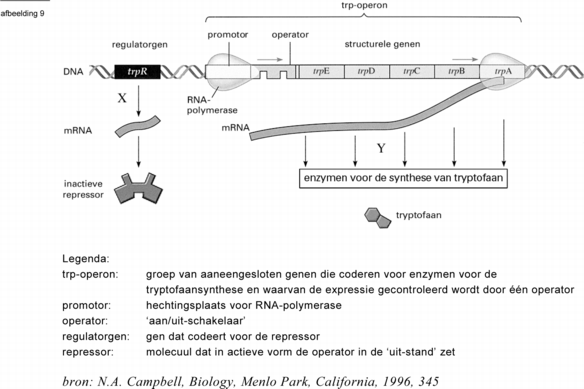 afbeelding 9
trp-operon
regulatorgen
promotor
operator
structurele genen
DNA
trpR
trpE
trpD
trpC
trpB
trpA
X
RNA-
polymerase
mRNA
mRNA
Y
inactieve
repressor
enzymen voor de synthese van tryptofaan
tryptofaan
Legenda:
trp-operon: groep van aaneengesloten genen die coderen voor enzymen voor de
tryptofaansynthese en waarvan de expressie gecontroleerd wordt door één operator
promotor: hechtingsplaats voor RNA-polymerase
operator: ‘aan/uit-schakelaar’
regulatorgen: gen dat codeert voor de repressor
repressor: molecuul dat in actieve vorm de operator in de ‘uit-stand’ zet
bron: N.A. Campbell, Biology, Menlo Park, California, 1996, 345